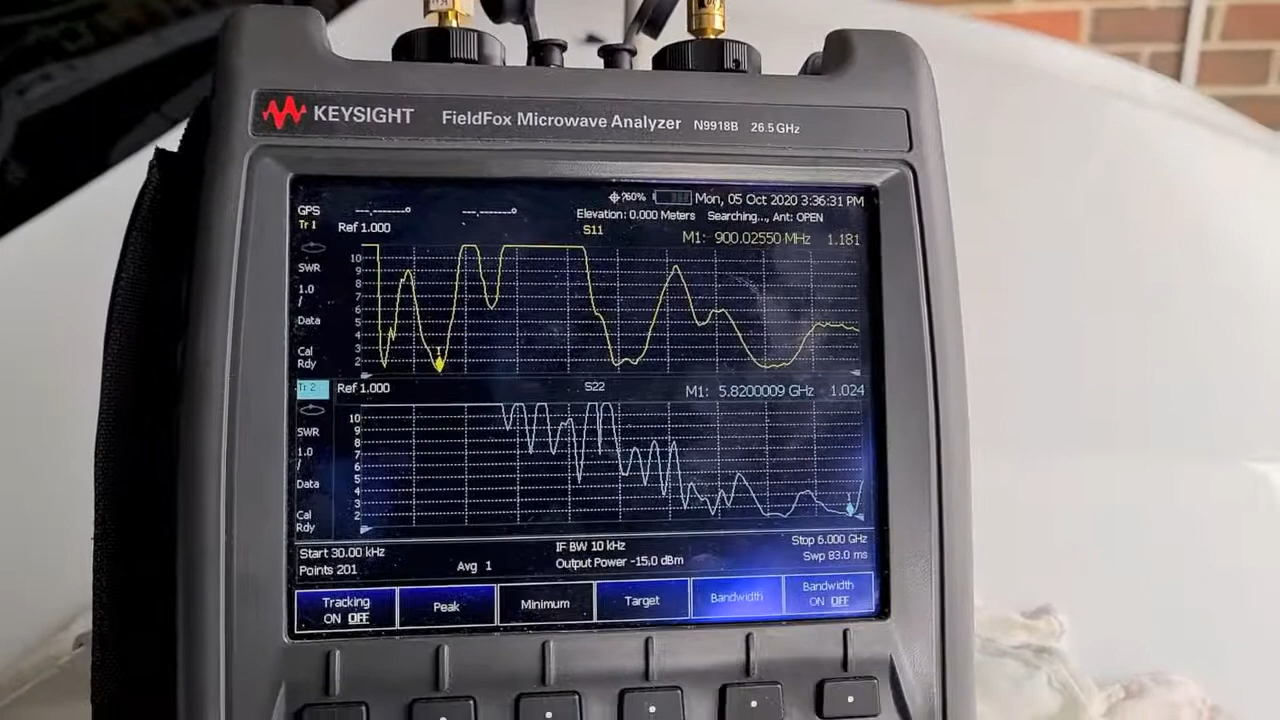 KEYSIGHT FieldFox Microwave Analyzer N9918B 26.5 GHz
?60% Mon, 05 Oct 2020 3:36:31 PM
GPS --.------° --.------° Elevation: 0.000 Meters Searching..., Ant: OPEN
Tr 1 Ref 1.000 S11
M1: 900.02550 MHz 1.181
SWR
1.0
/
Data
Cal
Rdy
10
9
8
7
6
5
4
3
2
1
Tr 2 Ref 1.000 S22 M1: 5.8200009 GHz 1.024
SWR
1.0
/
Data
Cal
Rdy
10
9
8
7
6
5
4
3
2
1
Start 30.00 kHz IF BW 10 kHz Stop 6.000 GHz
Points 201 Avg 1 Output Power -15.0 dBm Swp 83.0 ms
Tracking
ON OFF
Peak
Minimum
Target
Bandwidth
Bandwidth
ON OFF